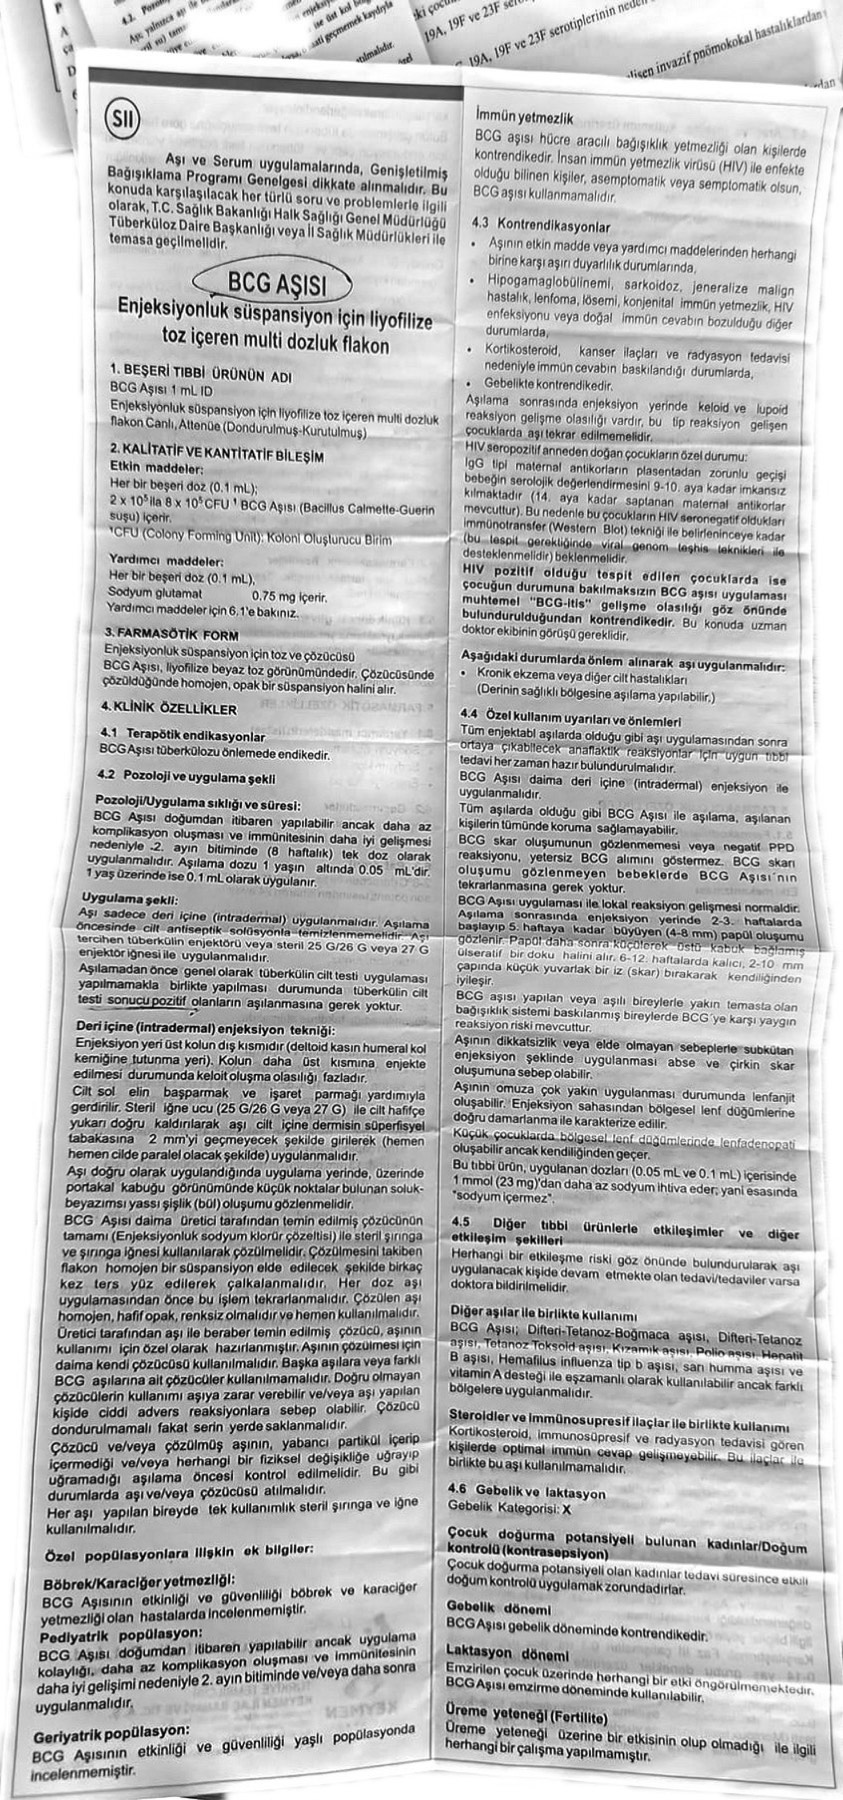 19A, 19F ve 23F serotiplerinin
lisen invazif pnömokokal hastalıklardan
SII
Aşı ve Serum uygulamalarında, Genişletilmiş
Bağışıklama Programı Genelgesi dikkate alınmalıdır. Bu
konuda karşılaşılacak her türlü soru ve problemlerle ilgili
olarak, T.C. Sağlık Bakanlığı Halk Sağlığı Genel Müdürlüğü
Tüberküloz Daire Başkanlığı veya İl Sağlık Müdürlükleri ile
temasa geçilmelidir.
BCG AŞISI
Enjeksiyonluk süspansiyon için liyofilize
toz içeren multi dozluk flakon
1. BEŞERİ TIBBİ ÜRÜNÜN ADI
BCG Aşısı 1 mL ID
Enjeksiyonluk süspansiyon için liyofilize toz içeren multi dozluk
flakon Canlı, Attenüe (Dondurulmuş-Kurutulmuş)
2. KALİTATİF VE KANTİTATİF BİLEŞİM
Etkin maddeler:
Her bir beşeri doz (0.1 mL);
2 x 10⁵ ila 8 x 10⁵ CFU ¹ BCG Aşısı (Bacillus Calmette-Guerin
suşu) içerir.
¹CFU (Colony Forming Unit): Koloni Oluşturucu Birim
Yardımcı maddeler:
Her bir beşeri doz (0.1 mL),
Sodyum glutamat 0.75 mg içerir.
Yardımcı maddeler için 6.1'e bakınız.
3. FARMASÖTİK FORM
Enjeksiyonluk süspansiyon için toz ve çözücüsü
BCG Aşısı, liyofilize beyaz toz görünümündedir. Çözücüsünde
çözüldüğünde homojen, opak bir süspansiyon halini alır.
4. KLİNİK ÖZELLİKLER
4.1 Terapötik endikasyonlar
BCG Aşısı tüberkülozu önlemede endikedir.
4.2 Pozoloji ve uygulama şekli
Pozoloji/Uygulama sıklığı ve süresi:
BCG Aşısı doğumdan itibaren yapılabilir ancak daha az
komplikasyon oluşması ve immünitesinin daha iyi gelişmesi
nedeniyle 2. ayın bitiminde (8 haftalık) tek doz olarak
uygulanmalıdır. Aşılama dozu 1 yaşın altında 0.05 mL'dir.
1 yaş üzerinde ise 0.1 mL olarak uygulanır.
Uygulama şekli:
Aşı sadece deri içine (intradermal) uygulanmalıdır. Aşılama
öncesinde cilt antiseptik solüsyonla temizlenmemelidir. Aşı
tercihen tüberkülin enjektörü veya steril 25 G/26 G veya 27 G
enjektör iğnesi ile uygulanmalıdır.
Aşılamadan önce genel olarak tüberkülin cilt testi uygulaması
yapılmamakla birlikte yapılması durumunda tüberkülin cilt
testi sonucu pozitif olanların aşılanmasına gerek yoktur.
Deri içine (intradermal) enjeksiyon tekniği:
Enjeksiyon yeri üst kolun dış kısmıdır (deltoid kasın humeral kol
kemiğine tutunma yeri). Kolun daha üst kısmına enjekte
edilmesi durumunda keloit oluşma olasılığı fazladır.
Cilt sol elin başparmak ve işaret parmağı yardımıyla
gerdirilir. Steril iğne ucu (25 G/26 G veya 27 G) ile cilt hafifçe
yukarı doğru kaldırılarak aşı cilt içine dermisin süperfisyel
tabakasına 2 mm'yi geçmeyecek şekilde girilerek (hemen
hemen cilde paralel olacak şekilde) uygulanmalıdır.
Aşı doğru olarak uygulandığında uygulama yerinde, üzerinde
portakal kabuğu görünümünde küçük noktalar bulunan soluk-
beyazımsı yassı şişlik (bül) oluşumu gözlenmelidir.
BCG Aşısı daima üretici tarafından temin edilmiş çözücünün
tamamı (Enjeksiyonluk sodyum klorür çözeltisi) ile steril şırınga
ve şırınga iğnesi kullanılarak çözülmelidir. Çözülmesini takiben
flakon homojen bir süspansiyon elde edilecek şekilde birkaç
kez ters yüz edilerek çalkalanmalıdır. Her doz aşı
uygulamasından önce bu işlem tekrarlanmalıdır. Çözülen aşı
homojen, hafif opak, renksiz olmalıdır ve hemen kullanılmalıdır.
Üretici tarafından aşı ile beraber temin edilmiş çözücü, aşının
kullanımı için özel olarak hazırlanmıştır. Aşının çözülmesi için
daima kendi çözücüsü kullanılmalıdır. Başka aşılara veya farklı
BCG aşılarına ait çözücüler kullanılmamalıdır. Doğru olmayan
çözücülerin kullanımı aşıya zarar verebilir ve/veya aşı yapılan
kişide ciddi advers reaksiyonlara sebep olabilir. Çözücü
dondurulmamalı fakat serin yerde saklanmalıdır.
Çözücü ve/veya çözülmüş aşının, yabancı partikül içerip
içermediği ve/veya herhangi bir fiziksel değişikliğe uğrayıp
uğramadığı aşılama öncesi kontrol edilmelidir. Bu gibi
durumlarda aşı ve/veya çözücüsü atılmalıdır.
Her aşı yapılan bireyde tek kullanımlık steril şırınga ve iğne
kullanılmalıdır.
Özel popülasyonlara ilişkin ek bilgiler:
Böbrek/Karaciğer yetmezliği:
BCG Aşısının etkinliği ve güvenliliği böbrek ve karaciğer
yetmezliği olan hastalarda incelenmemiştir.
Pediyatrik popülasyon:
BCG Aşısı doğumdan itibaren yapılabilir ancak uygulama
kolaylığı, daha az komplikasyon oluşması ve immünitesinin
daha iyi gelişimi nedeniyle 2. ayın bitiminde ve/veya daha sonra
uygulanmalıdır.
Geriyatrik popülasyon:
BCG Aşısının etkinliği ve güvenliliği yaşlı popülasyonda
incelenmemiştir.
İmmün yetmezlik
BCG aşısı hücre aracılı bağışıklık yetmezliği olan kişilerde
kontrendikedir. İnsan immün yetmezlik virüsü (HIV) ile enfekte
olduğu bilinen kişiler, asemptomatik veya semptomatik olsun,
BCG aşısı kullanmamalıdır.
4.3 Kontrendikasyonlar
• Aşının etkin madde veya yardımcı maddelerinden herhangi
birine karşı aşırı duyarlılık durumlarında,
• Hipogamaglobülinemi, sarkoidoz, jeneralize malign
hastalık, lenfoma, lösemi, konjenital immün yetmezlik, HIV
enfeksiyonu veya doğal immün cevabın bozulduğu diğer
durumlarda,
• Kortikosteroid, kanser ilaçları ve radyasyon tedavisi
nedeniyle immün cevabın baskılandığı durumlarda,
• Gebelikte kontrendikedir.
Aşılama sonrasında enjeksiyon yerinde keloid ve lupoid
reaksiyon gelişme olasılığı vardır, bu tip reaksiyon gelişen
çocuklarda aşı tekrar edilmemelidir.
HIV seropozitif anneden doğan çocukların özel durumu:
IgG tipi maternal antikorların plasentadan zorunlu geçişi
bebeğin serolojik değerlendirmesini 9-10. aya kadar imkansız
kılmaktadır (14. aya kadar saptanan maternal antikorlar
mevcuttur). Bu nedenle bu çocukların HIV seronegatif oldukları
immünotransfer (Western Blot) tekniği ile belirleninceye kadar
(bu tespit gerektiğinde viral genom teşhis teknikleri ile
desteklenmelidir) beklenmelidir.
HIV pozitif olduğu tespit edilen çocuklarda ise
çocuğun durumuna bakılmaksızın BCG aşısı uygulaması
muhtemel "BCG-itis" gelişme olasılığı göz önünde
bulundurulduğundan kontrendikedir. Bu konuda uzman
doktor ekibinin görüşü gereklidir.
Aşağıdaki durumlarda önlem alınarak aşı uygulanmalıdır:
• Kronik ekzema veya diğer cilt hastalıkları
(Derinin sağlıklı bölgesine aşılama yapılabilir.)
4.4 Özel kullanım uyarıları ve önlemleri
Tüm enjektabl aşılarda olduğu gibi aşı uygulamasından sonra
ortaya çıkabilecek anaflaktik reaksiyonlar için uygun tıbbi
tedavi her zaman hazır bulundurulmalıdır.
BCG Aşısı daima deri içine (intradermal) enjeksiyon ile
uygulanmalıdır.
Tüm aşılarda olduğu gibi BCG Aşısı ile aşılama, aşılanan
kişilerin tümünde koruma sağlamayabilir.
BCG skar oluşumunun gözlenmemesi veya negatif PPD
reaksiyonu, yetersiz BCG alımını göstermez. BCG skarı
oluşumu gözlenmeyen bebeklerde BCG Aşısı'nın
tekrarlanmasına gerek yoktur.
BCG Aşısı uygulaması ile lokal reaksiyon gelişmesi normaldir.
Aşılama sonrasında enjeksiyon yerinde 2-3. haftalarda
başlayıp 5. haftaya kadar büyüyen (4-8 mm) papül oluşumu
gözlenir. Papül daha sonra küçülerek üstü kabuk bağlamış
ülseratif bir doku halini alır. 6-12. haftalarda kalıcı, 2-10 mm
çapında küçük yuvarlak bir iz (skar) bırakarak kendiliğinden
iyileşir.
BCG aşısı yapılan veya aşılı bireylerle yakın temasta olan
bağışıklık sistemi baskılanmış bireylerde BCG'ye karşı yaygın
reaksiyon riski mevcuttur.
Aşının dikkatsizlik veya elde olmayan sebeplerle subkütan
enjeksiyon şeklinde uygulanması abse ve çirkin skar
oluşumuna sebep olabilir.
Aşının omuza çok yakın uygulanması durumunda lenfanjit
oluşabilir. Enjeksiyon sahasından bölgesel lenf düğümlerine
doğru damarlanma ile karakterize edilir.
Küçük çocuklarda bölgesel lenf düğümlerinde lenfadenopati
oluşabilir ancak kendiliğinden geçer.
Bu tıbbi ürün, uygulanan dozları (0.05 mL ve 0.1 mL) içerisinde
1 mmol (23 mg)'dan daha az sodyum ihtiva eder; yani esasında
"sodyum içermez".
4.5 Diğer tıbbi ürünlerle etkileşimler ve diğer
etkileşim şekilleri
Herhangi bir etkileşme riski göz önünde bulundurularak aşı
uygulanacak kişide devam etmekte olan tedavi/tedaviler varsa
doktora bildirilmelidir.
Diğer aşılar ile birlikte kullanımı
BCG Aşısı; Difteri-Tetanoz-Boğmaca aşısı, Difteri-Tetanoz
aşısı, Tetanoz Toksoid aşısı, Kızamık aşısı, Polio aşısı, Hepatit
B aşısı, Hemafilus influenza tip b aşısı, sarı humma aşısı ve
vitamin A desteği ile eşzamanlı olarak kullanılabilir ancak farklı
bölgelere uygulanmalıdır.
Steroidler ve immünosupresif ilaçlar ile birlikte kullanımı
Kortikosteroid, immunosüpresif ve radyasyon tedavisi gören
kişilerde optimal immün cevap gelişmeyebilir. Bu ilaçlar ile
birlikte bu aşı kullanılmamalıdır.
4.6 Gebelik ve laktasyon
Gebelik Kategorisi: X
Çocuk doğurma potansiyeli bulunan kadınlar/Doğum
kontrolü (kontrasepsiyon)
Çocuk doğurma potansiyeli olan kadınlar tedavi süresince etkili
doğum kontrolü uygulamak zorundadırlar.
Gebelik dönemi
BCG Aşısı gebelik döneminde kontrendikedir.
Laktasyon dönemi
Emzirilen çocuk üzerinde herhangi bir etki öngörülmemektedir.
BCG Aşısı emzirme döneminde kullanılabilir.
Üreme yeteneği (Fertilite)
Üreme yeteneği üzerine bir etkisinin olup olmadığı ile ilgili
herhangi bir çalışma yapılmamıştır.